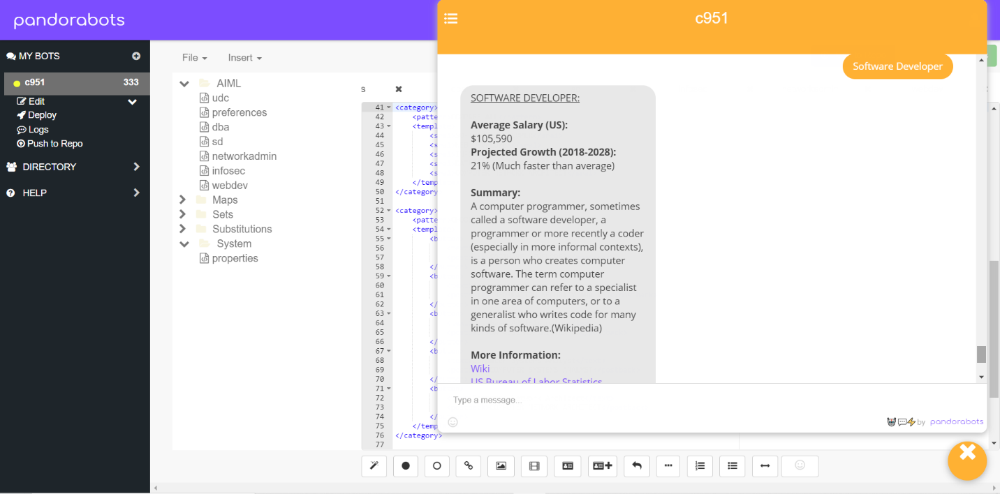 pandorabots
c951
MY BOTS
c951 333
Edit
Deploy
Logs
Push to Repo
DIRECTORY
HELP
File
Insert
AIML
udc
preferences
dba
sd
networkadmin
infosec
webdev
Maps
Sets
Substitutions
System
properties
s
41 <category>
42 <patte
43 <templ
44 <s
45 <s
46 <s
47 <s
48 <s
49 </temp
50 </category
51
52 <category>
53 <patte
54 <templ
55 <b
56
57
58 </
59 <b
60
61
62 </
63 <b
64
65
66 </
67 <b
68
69
70 </
71 <b
72
73
74 </
75 </temp
76 </category>
77
Software Developer
SOFTWARE DEVELOPER:
Average Salary (US):
$105,590
Projected Growth (2018-2028):
21% (Much faster than average)
Summary:
A computer programmer, sometimes
called a software developer, a
programmer or more recently a coder
(especially in more informal contexts),
is a person who creates computer
software. The term computer
programmer can refer to a specialist
in one area of computers, or to a
generalist who writes code for many
kinds of software.(Wikipedia)
More Information:
Wiki
US Bureau of Labor Statistics
Type a message...
by pandorabots